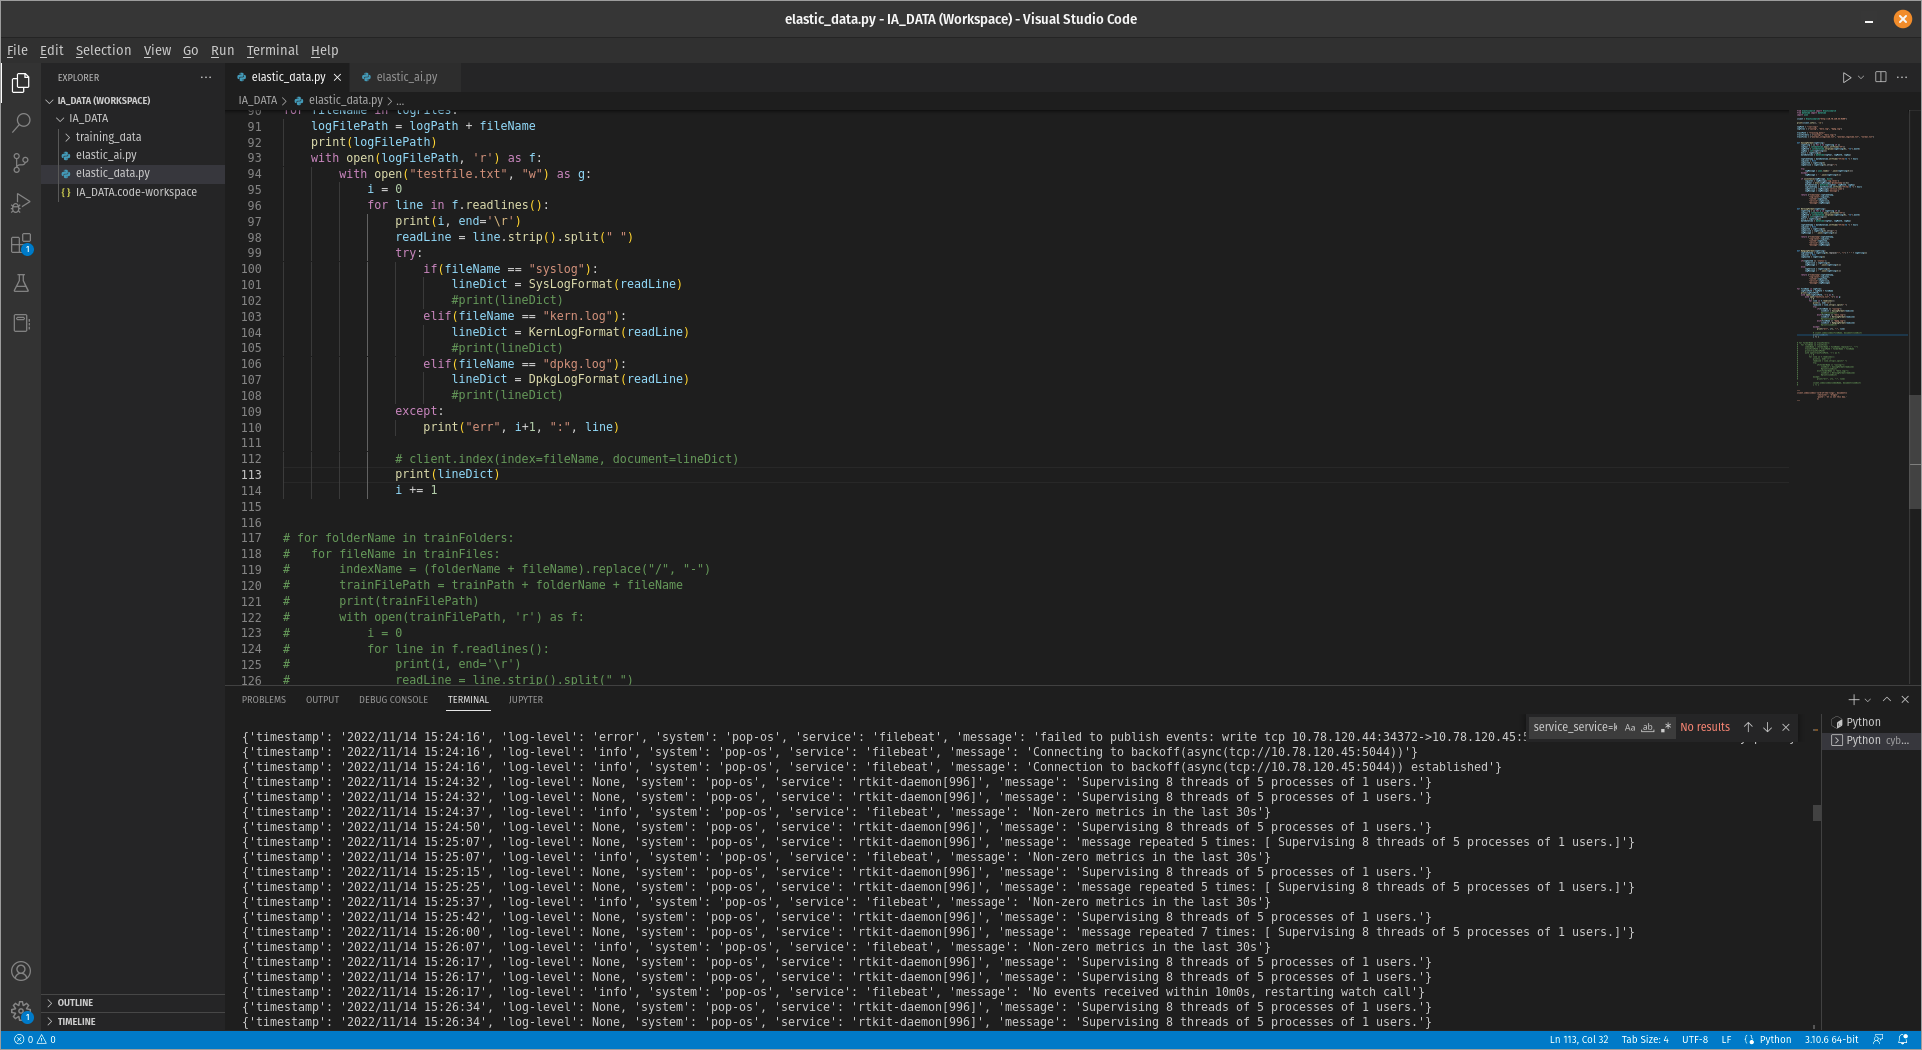 elastic_data.py - IA_DATA (Workspace) - Visual Studio Code
File Edit Selection View Go Run Terminal Help
EXPLORER
IA_DATA (WORKSPACE)
IA_DATA
training_data
elastic_ai.py
elastic_data.py
IA_DATA.code-workspace
OUTLINE
TIMELINE
elastic_data.py elastic_ai.py
IA_DATA > elastic_data.py > ...
90 for fileName in logFiles:
91 logFilePath = logPath + fileName
92 print(logFilePath)
93 with open(logFilePath, 'r') as f:
94 with open("testfile.txt", "w") as g:
95 i = 0
96 for line in f.readlines():
97 print(i, end='\r')
98 readLine = line.strip().split(" ")
99 try:
100 if(fileName == "syslog"):
101 lineDict = SysLogFormat(readLine)
102 #print(lineDict)
103 elif(fileName == "kern.log"):
104 lineDict = KernLogFormat(readLine)
105 #print(lineDict)
106 elif(fileName == "dpkg.log"):
107 lineDict = DpkgLogFormat(readLine)
108 #print(lineDict)
109 except:
110 print("err", i+1, ":", line)
111
112 # client.index(index=fileName, document=lineDict)
113 print(lineDict)
114 i += 1
115
116
117 # for folderName in trainFolders:
118 # for fileName in trainFiles:
119 # indexName = (folderName + fileName).replace("/", "-")
120 # trainFilePath = trainPath + folderName + fileName
121 # print(trainFilePath)
122 # with open(trainFilePath, 'r') as f:
123 # i = 0
124 # for line in f.readlines():
125 # print(i, end='\r')
126 # readLine = line.strip().split(" ")
PROBLEMS OUTPUT DEBUG CONSOLE TERMINAL JUPYTER
service_service=k Aa ab .* No results
Python
Python cyb...
{'timestamp': '2022/11/14 15:24:16', 'log-level': 'error', 'system': 'pop-os', 'service': 'filebeat', 'message': 'failed to publish events: write tcp 10.78.120.44:34372->10.78.120.45:5
{'timestamp': '2022/11/14 15:24:16', 'log-level': 'info', 'system': 'pop-os', 'service': 'filebeat', 'message': 'Connecting to backoff(async(tcp://10.78.120.45:5044))'}
{'timestamp': '2022/11/14 15:24:16', 'log-level': 'info', 'system': 'pop-os', 'service': 'filebeat', 'message': 'Connection to backoff(async(tcp://10.78.120.45:5044)) established'}
{'timestamp': '2022/11/14 15:24:32', 'log-level': None, 'system': 'pop-os', 'service': 'rtkit-daemon[996]', 'message': 'Supervising 8 threads of 5 processes of 1 users.'}
{'timestamp': '2022/11/14 15:24:32', 'log-level': None, 'system': 'pop-os', 'service': 'rtkit-daemon[996]', 'message': 'Supervising 8 threads of 5 processes of 1 users.'}
{'timestamp': '2022/11/14 15:24:37', 'log-level': 'info', 'system': 'pop-os', 'service': 'filebeat', 'message': 'Non-zero metrics in the last 30s'}
{'timestamp': '2022/11/14 15:24:50', 'log-level': None, 'system': 'pop-os', 'service': 'rtkit-daemon[996]', 'message': 'Supervising 8 threads of 5 processes of 1 users.'}
{'timestamp': '2022/11/14 15:25:07', 'log-level': None, 'system': 'pop-os', 'service': 'rtkit-daemon[996]', 'message': 'message repeated 5 times: [ Supervising 8 threads of 5 processes of 1 users.]'}
{'timestamp': '2022/11/14 15:25:07', 'log-level': 'info', 'system': 'pop-os', 'service': 'filebeat', 'message': 'Non-zero metrics in the last 30s'}
{'timestamp': '2022/11/14 15:25:15', 'log-level': None, 'system': 'pop-os', 'service': 'rtkit-daemon[996]', 'message': 'Supervising 8 threads of 5 processes of 1 users.'}
{'timestamp': '2022/11/14 15:25:25', 'log-level': None, 'system': 'pop-os', 'service': 'rtkit-daemon[996]', 'message': 'message repeated 5 times: [ Supervising 8 threads of 5 processes of 1 users.]'}
{'timestamp': '2022/11/14 15:25:37', 'log-level': 'info', 'system': 'pop-os', 'service': 'filebeat', 'message': 'Non-zero metrics in the last 30s'}
{'timestamp': '2022/11/14 15:25:42', 'log-level': None, 'system': 'pop-os', 'service': 'rtkit-daemon[996]', 'message': 'Supervising 8 threads of 5 processes of 1 users.'}
{'timestamp': '2022/11/14 15:26:00', 'log-level': None, 'system': 'pop-os', 'service': 'rtkit-daemon[996]', 'message': 'message repeated 7 times: [ Supervising 8 threads of 5 processes of 1 users.]'}
{'timestamp': '2022/11/14 15:26:07', 'log-level': 'info', 'system': 'pop-os', 'service': 'filebeat', 'message': 'Non-zero metrics in the last 30s'}
{'timestamp': '2022/11/14 15:26:17', 'log-level': None, 'system': 'pop-os', 'service': 'rtkit-daemon[996]', 'message': 'Supervising 8 threads of 5 processes of 1 users.'}
{'timestamp': '2022/11/14 15:26:17', 'log-level': None, 'system': 'pop-os', 'service': 'rtkit-daemon[996]', 'message': 'Supervising 8 threads of 5 processes of 1 users.'}
{'timestamp': '2022/11/14 15:26:17', 'log-level': 'info', 'system': 'pop-os', 'service': 'filebeat', 'message': 'No events received within 10m0s, restarting watch call'}
{'timestamp': '2022/11/14 15:26:34', 'log-level': None, 'system': 'pop-os', 'service': 'rtkit-daemon[996]', 'message': 'Supervising 8 threads of 5 processes of 1 users.'}
{'timestamp': '2022/11/14 15:26:34', 'log-level': None, 'system': 'pop-os', 'service': 'rtkit-daemon[996]', 'message': 'Supervising 8 threads of 5 processes of 1 users.'}
0 0 Ln 113, Col 32 Tab Size: 4 UTF-8 LF Python 3.10.6 64-bit